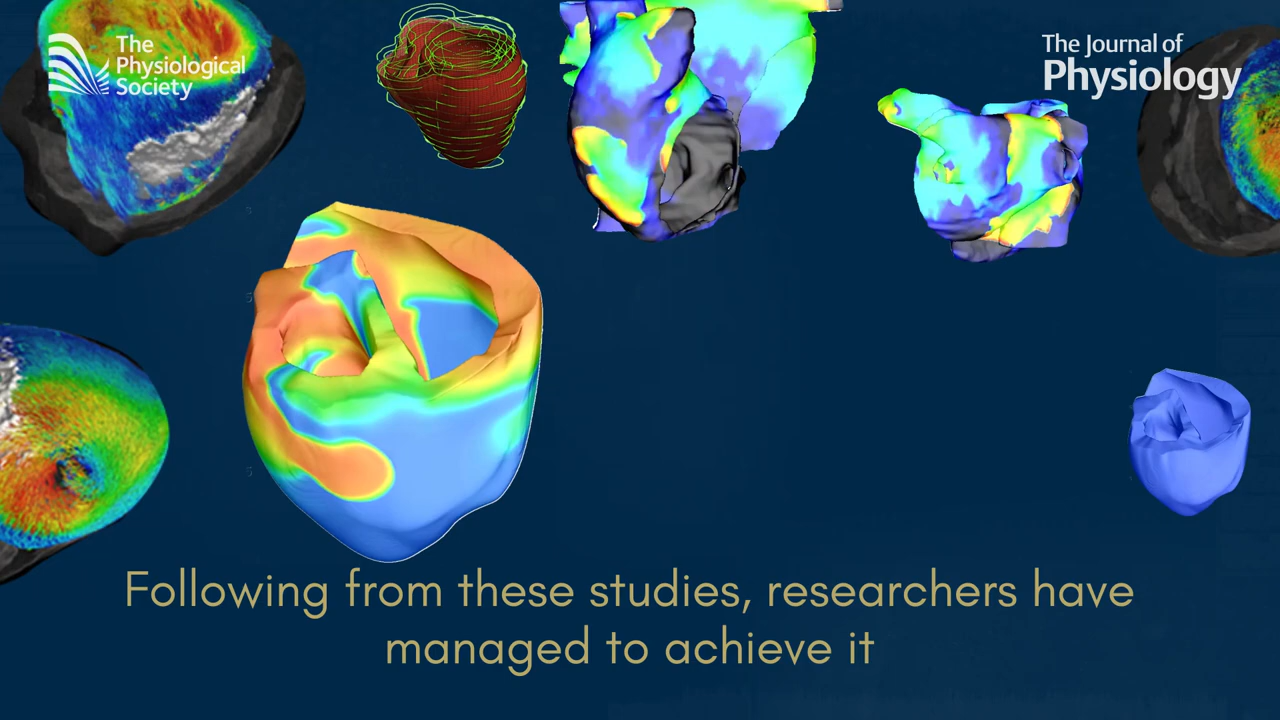 The
Physiological
Society
The Journal of
Physiology
Following from these studies, researchers have
managed to achieve it